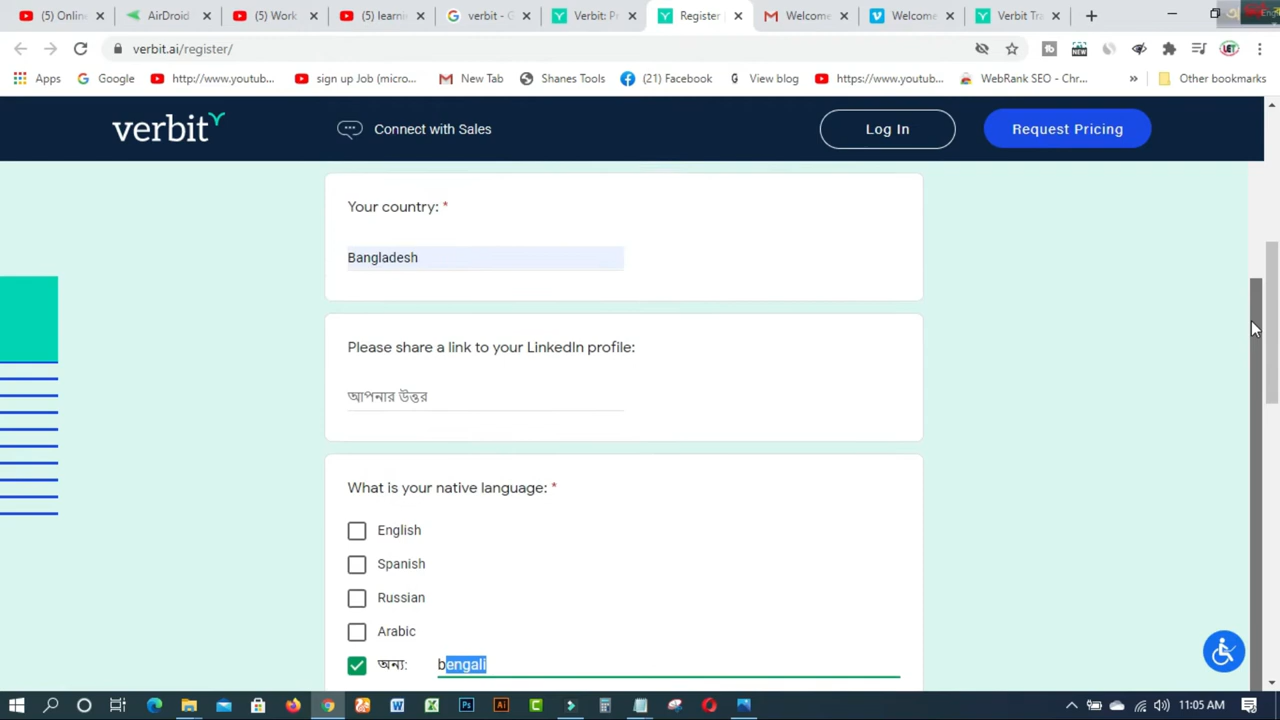 (5) Onlin
AirDroid
(5) Work
(5) learni
verbit - G
Verbit: Pr
Register
Welcom
Welcome
Verbit Tra
verbit.ai/register/
Apps
Google
http://www.youtub...
sign up Job (micro...
New Tab
Shanes Tools
(21) Facebook
View blog
https://www.youtub...
WebRank SEO - Chr...
Other bookmarks
verbit
Connect with Sales
Log In
Request Pricing
Your country: *
Bangladesh
Please share a link to your LinkedIn profile:
আপনার উত্তর
What is your native language: *
English
Spanish
Russian
Arabic
অন্য: bengali
11:05 AM